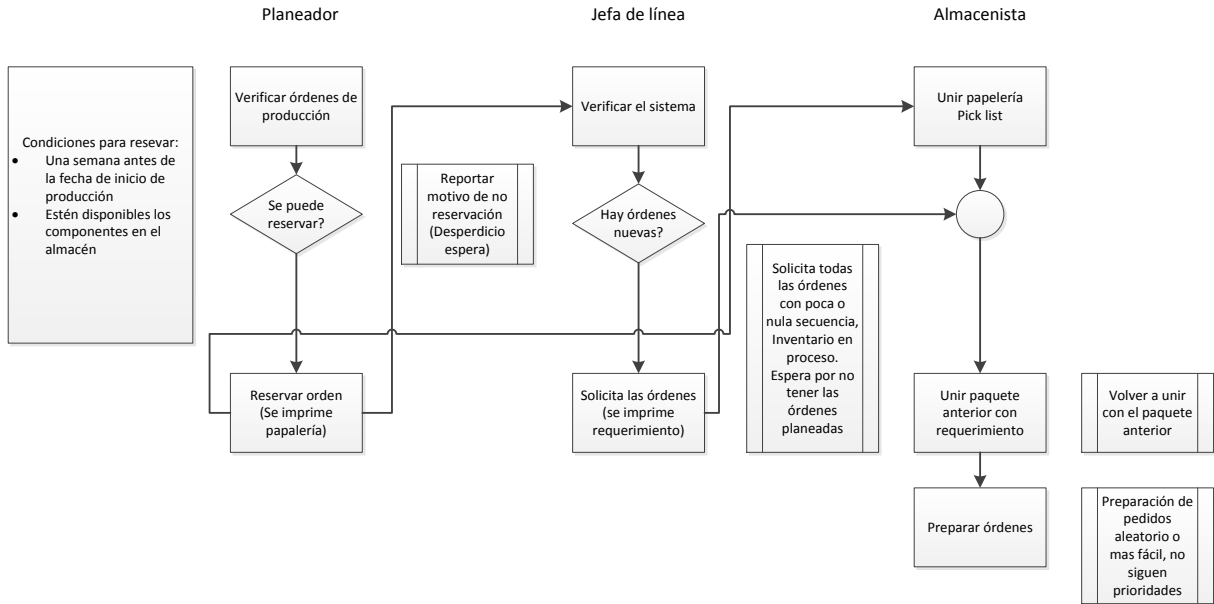 Planeador
Jefa de línea
Almacenista
Condiciones para resevar:
• Una semana antes de
la fecha de inicio de
producción
• Estén disponibles los
componentes en el
almacén
Verificar órdenes de
producción
Se puede
reservar?
Reservar orden
(Se imprime
papalería)
Reportar
motivo de no
reservación
(Desperdicio
espera)
Verificar el sistema
Hay órdenes
nuevas?
Solicita las órdenes
(se imprime
requerimiento)
Solicita todas
las órdenes
con poca o
nula secuencia,
Inventario en
proceso.
Espera por no
tener las
órdenes
planeadas
Unir papelería
Pick list
Unir paquete
anterior con
requerimiento
Preparar órdenes
Volver a unir
con el paquete
anterior
Preparación de
pedidos
aleatorio o
mas fácil, no
siguen
prioridades